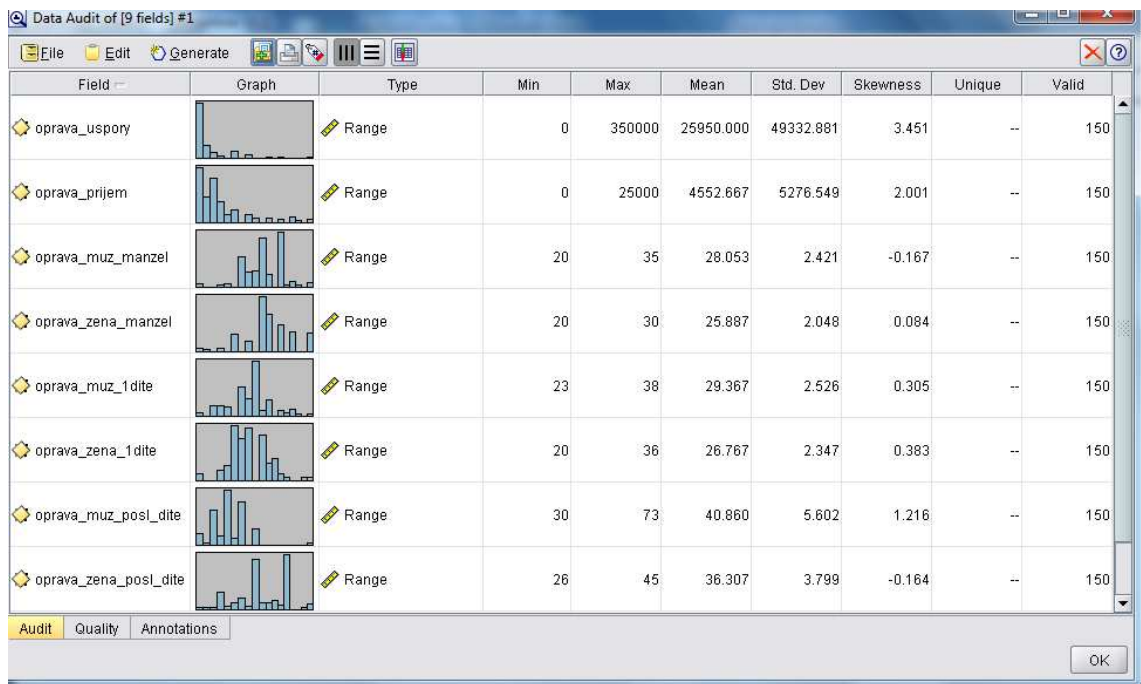 Data Audit of [9 fields] #1
File Edit Generate
Field Graph Type Min Max Mean Std. Dev Skewness Unique Valid
oprava_uspory Range 0 350000 25950.000 49332.881 3.451 -- 150
oprava_prijem Range 0 25000 4552.667 5276.549 2.001 -- 150
oprava_muz_manzel Range 20 35 28.053 2.421 -0.167 -- 150
oprava_zena_manzel Range 20 30 25.887 2.048 0.084 -- 150
oprava_muz_1dite Range 23 38 29.367 2.526 0.305 -- 150
oprava_zena_1dite Range 20 36 26.767 2.347 0.383 -- 150
oprava_muz_posl_dite Range 30 73 40.860 5.602 1.216 -- 150
oprava_zena_posl_dite Range 26 45 36.307 3.799 -0.164 -- 150
Audit Quality Annotations
OK